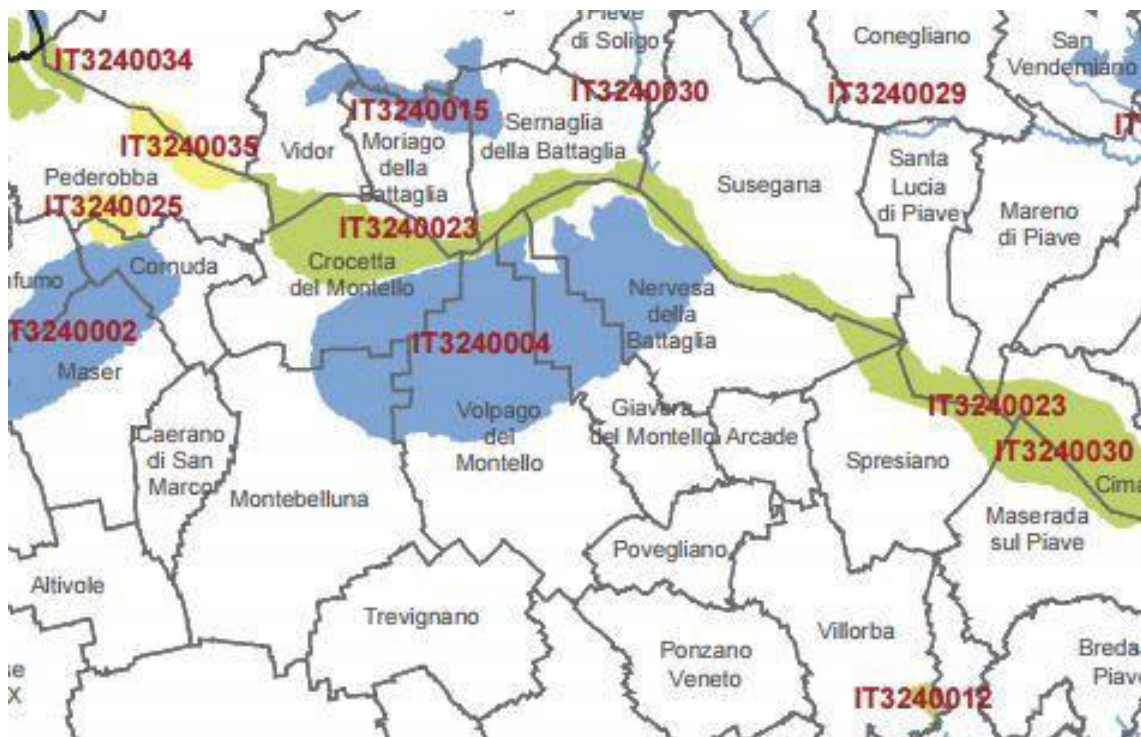 Pieve
di Soligo
Conegliano
San
Vendemiano
IT3240034
IT3240015
IT3240030
IT3240029
IT3240035
Vidor
Moriago
della
Battaglia
Sernaglia
della Battaglia
Susegana
Santa
Lucia
di Piave
Mareno
di Piave
Pederobba
IT3240025
IT3240023
Cornuda
Crocetta
del Montello
Nervesa
della
Battaglia
IT3240002
Maser
IT3240004
Volpago
del
Montello
Giavera
del Montello
Arcade
IT3240023
IT3240030
Spresiano
Cima
Maserada
sul Piave
Caerano
di San
Marco
Montebelluna
Povegliano
Altivole
Trevignano
Villorba
Ponzano
Veneto
Breda
Piave
IT3240012